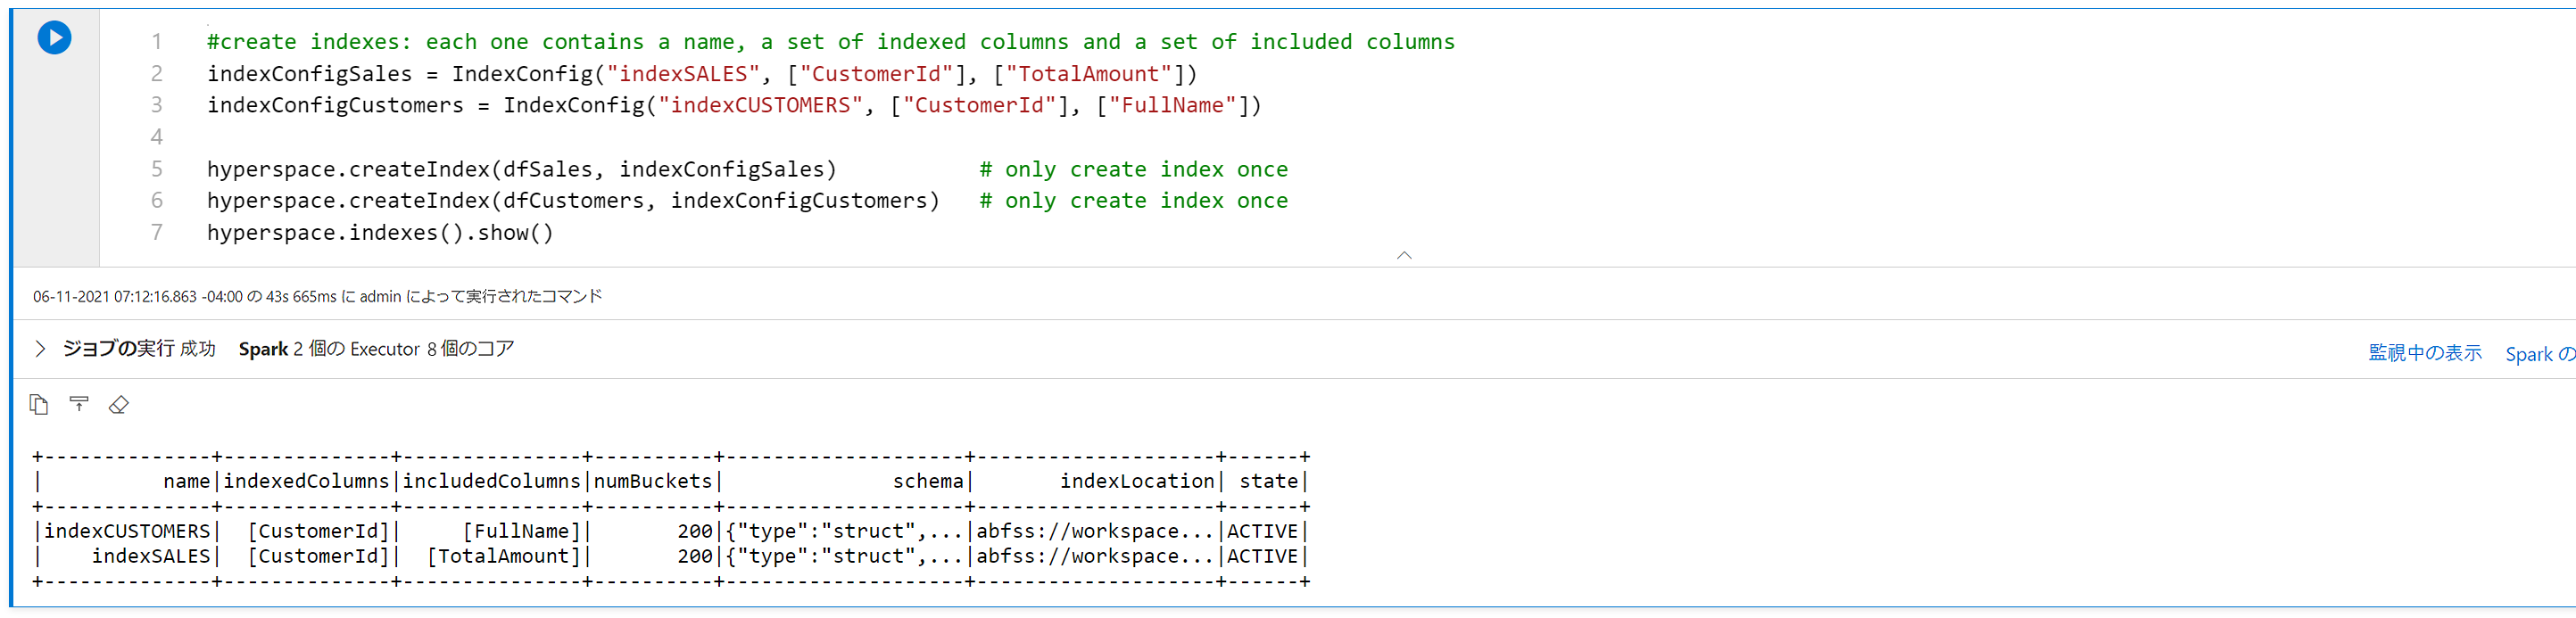 1 #create indexes: each one contains a name, a set of indexed columns and a set of included columns
2 indexConfigSales = IndexConfig("indexSALES", ["CustomerId"], ["TotalAmount"])
3 indexConfigCustomers = IndexConfig("indexCUSTOMERS", ["CustomerId"], ["FullName"])
4
5 hyperspace.createIndex(dfSales, indexConfigSales)           # only create index once
6 hyperspace.createIndex(dfCustomers, indexConfigCustomers)   # only create index once
7 hyperspace.indexes().show()
06-11-2021 07:12:16.863 -04:00 の 43s 665ms に admin によって実行されたコマンド
ジョブの実行 成功 Spark 2 個の Executor 8 個のコア 監視中の表示 Spark の
+--------------+--------------+---------------+----------+--------------------+--------------------+------+
|          name|indexedColumns|includedColumns|numBuckets|              schema|       indexLocation| state|
+--------------+--------------+---------------+----------+--------------------+--------------------+------+
|indexCUSTOMERS|  [CustomerId]|     [FullName]|       200|{"type":"struct",...|abfss://workspace...|ACTIVE|
|    indexSALES|  [CustomerId]|  [TotalAmount]|       200|{"type":"struct",...|abfss://workspace...|ACTIVE|
+--------------+--------------+---------------+----------+--------------------+--------------------+------+